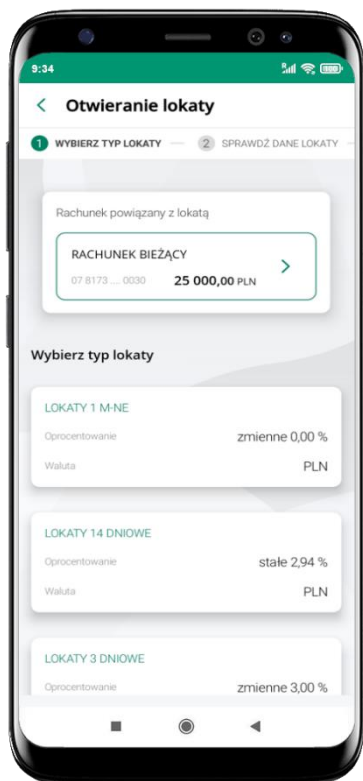 9:34
Otwieranie lokaty
1 WYBIERZ TYP LOKATY
2 SPRAWDŹ DANE LOKATY
Rachunek powiązany z lokatą
RACHUNEK BIEŻĄCY
07 8173 ... 0030 25 000,00 PLN
Wybierz typ lokaty
LOKATY 1 M-NE
Oprocentowanie zmienne 0,00 %
Waluta PLN
LOKATY 14 DNIOWE
Oprocentowanie stałe 2,94 %
Waluta PLN
LOKATY 3 DNIOWE
Oprocentowanie zmienne 3,00 %